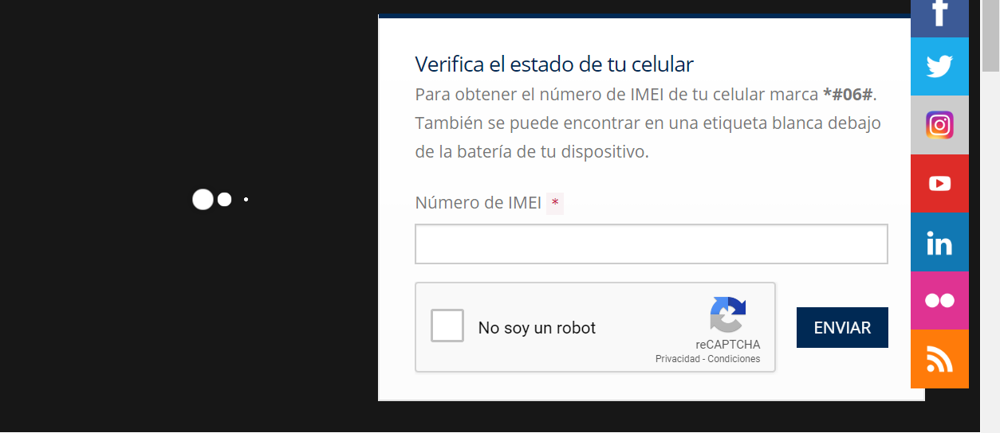 Verifica el estado de tu celular
Para obtener el número de IMEI de tu celular marca *#06#.
También se puede encontrar en una etiqueta blanca debajo
de la batería de tu dispositivo.
Número de IMEI *
No soy un robot
reCAPTCHA
Privacidad - Condiciones
ENVIAR